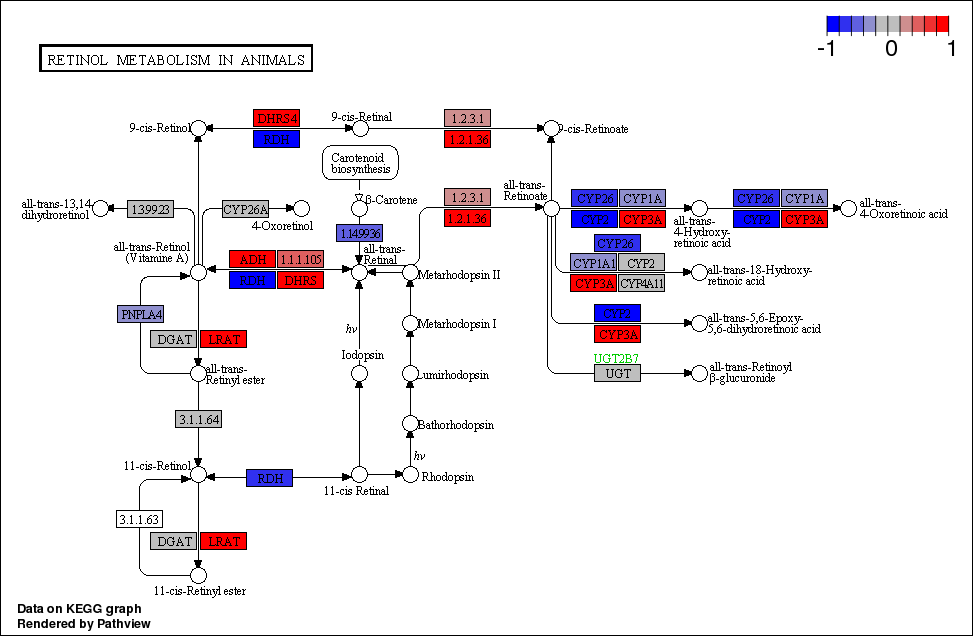 -1 0 1
RETINOL METABOLISM IN ANIMALS
9-cis-Retinol
DHRS4
RDH
9-cis-Retinal
1.2.3.1
1.2.1.36
9-cis-Retinoate
Carotenoid
biosynthesis
all-trans-13,14
dihydroretinol
1.3.99.23
CYP26A
4-Oxoretinol
β-Carotene
1.14.99.36
1.2.3.1
1.2.1.36
all-trans-
Retinoate
CYP26 CYP1A
CYP2 CYP3A
all-trans-
4-Hydroxy-
retinoic acid
CYP26 CYP1A
CYP2 CYP3A
all-trans-
4-Oxoretinoic acid
all-trans-Retinol
(Vitamine A)
ADH 1.1.1.105
RDH DHRS
all-trans-
Retinal
Metarhodopsin II
CYP26
CYP1A1 CYP2
CYP3A CYP4A11
all-trans-18-Hydroxy-
retinoic acid
PNPLA4
DGAT LRAT
hν
Metarhodopsin I
CYP2
CYP3A
all-trans-5,6-Epoxy-
5,6-dihydroretinoic acid
Iodopsin
all-trans-
Retinyl ester
Lumirhodopsin
UGT2B7
UGT
all-trans-Retinoyl
β-glucuronide
3.1.1.64
Bathorhodopsin
hν
11-cis-Retinol
RDH
11-cis Retinal
Rhodopsin
3.1.1.63
DGAT LRAT
11-cis-Retinyl ester
Data on KEGG graph
Rendered by Pathview